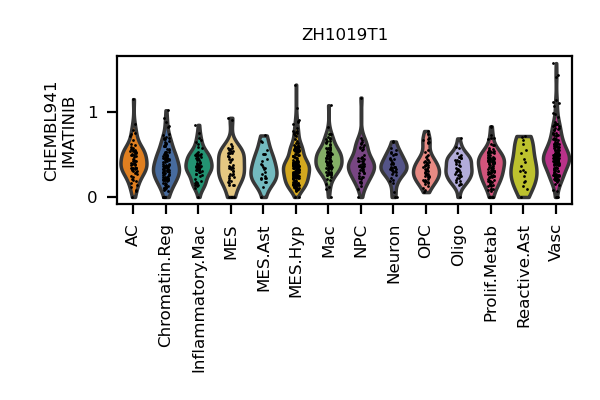 ZH1019T1
CHEMBL941
IMATINIB
1
0
AC
Chromatin.Reg
Inflammatory.Mac
MES
MES.Ast
MES.Hyp
Mac
NPC
Neuron
OPC
Oligo
Prolif.Metab
Reactive.Ast
Vasc